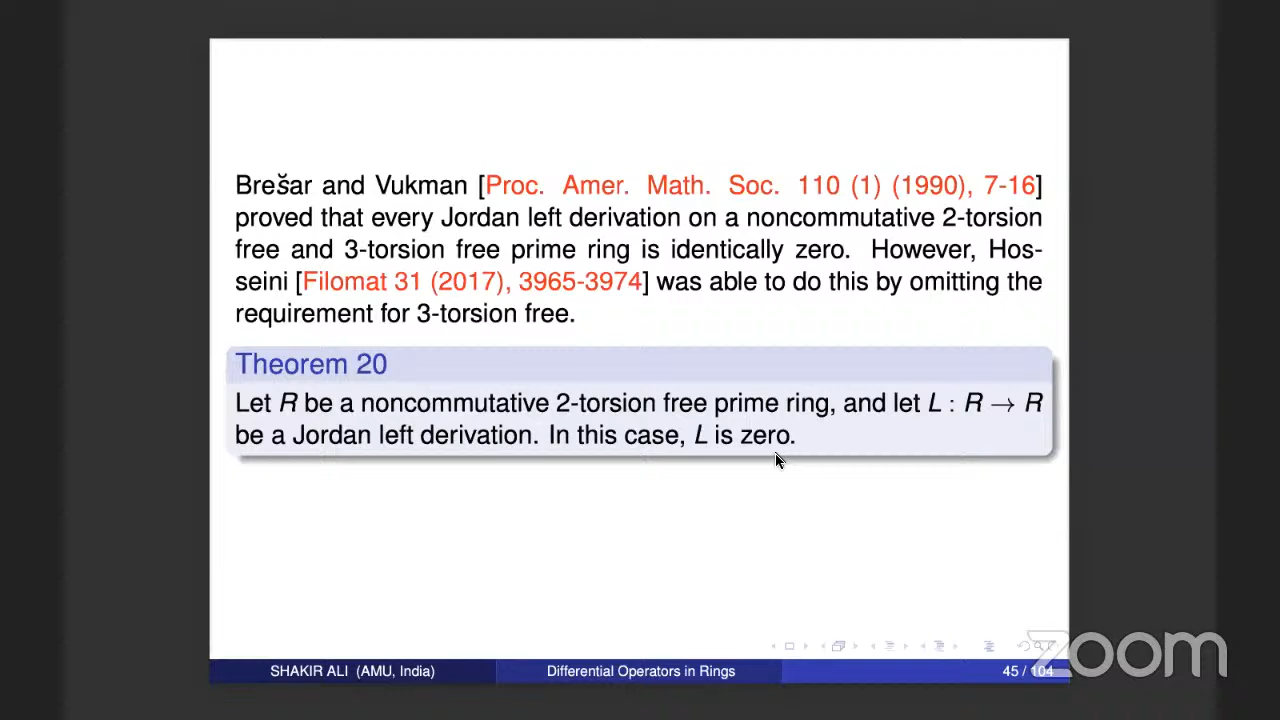 Bres̆ar and Vukman [Proc. Amer. Math. Soc. 110 (1) (1990), 7-16]
proved that every Jordan left derivation on a noncommutative 2-torsion
free and 3-torsion free prime ring is identically zero. However, Hos-
seini [Filomat 31 (2017), 3965-3974] was able to do this by omitting the
requirement for 3-torsion free.
Theorem 20
Let R be a noncommutative 2-torsion free prime ring, and let L : R → R
be a Jordan left derivation. In this case, L is zero.
SHAKIR ALI (AMU, India) Differential Operators in Rings 45 / 104
zoom